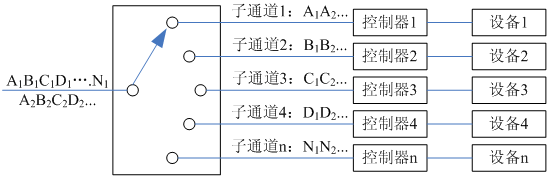 子通道1：A₁A₂... 控制器1 设备1
子通道2：B₁B₂... 控制器2 设备2
A₁B₁C₁D₁….N₁ 子通道3：C₁C₂... 控制器3 设备3
A₂B₂C₂D₂...
子通道4：D₁D₂... 控制器4 设备4
子通道n：N₁N₂... 控制器n 设备n